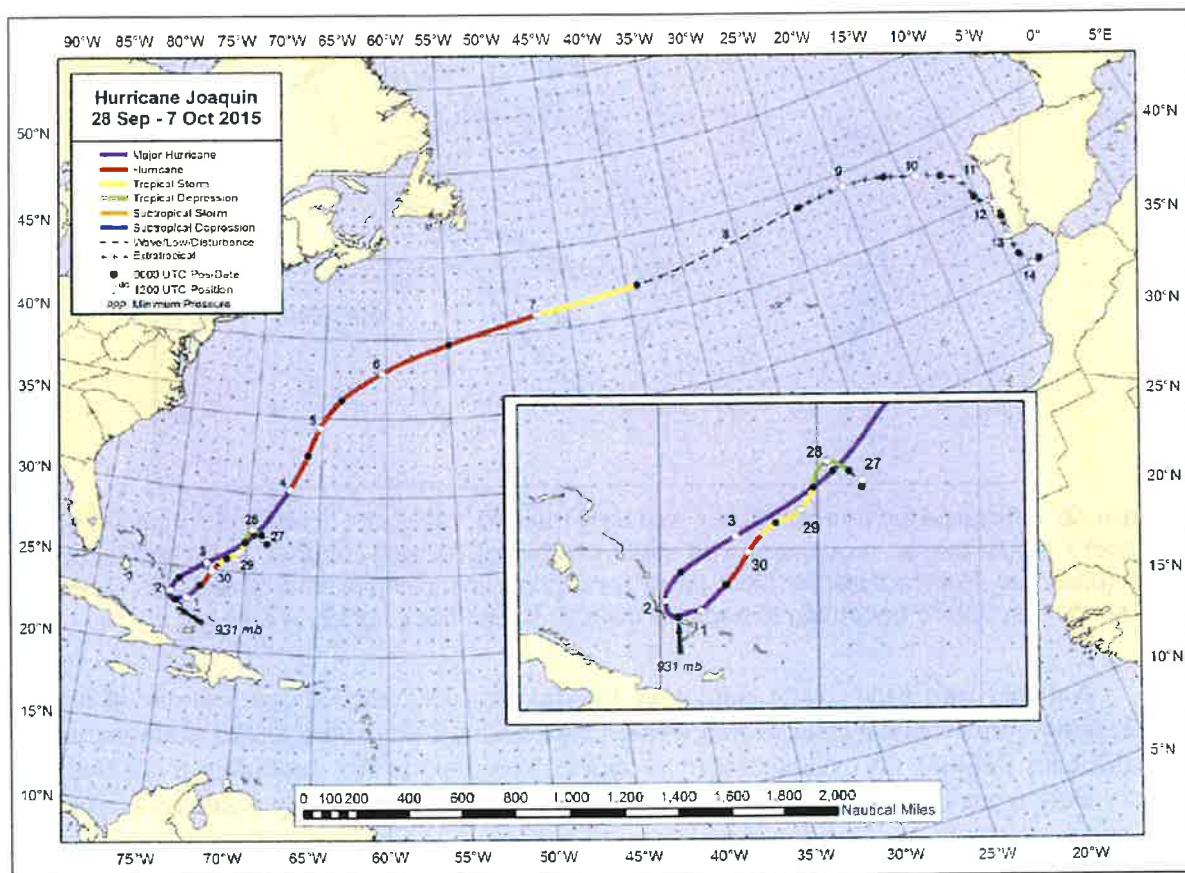 90°W 85°W 80°W 75°W 70°W 65°W 60°W 55°W 50°W 45°W 40°W 35°W 30°W 25°W 20°W 15°W 10°W 5°W 0° 5°E
Hurricane Joaquin
28 Sep - 7 Oct 2015
Major Hurricane
Hurricane
Tropical Storm
Tropical Depression
Subtropical Storm
Subtropical Depression
Wave/Low/Disturbance
Extratropical
0000 UTC Pos/Date
1200 UTC Position
PPP Minimum Pressure
50°N
45°N
40°N
35°N
30°N
25°N
20°N
15°N
10°N
40°N
35°N
30°N
25°N
20°N
15°N
10°N
5°N
9
10
11
12
13
14
8
7
6
5
4
28
27
3
29
30
2
1
931 mb
28
27
3
29
30
2
1
931 mb
0 100 200 400 600 800 1,000 1,200 1,400 1,600 1,800 2,000
Nautical Miles
75°W 70°W 65°W 60°W 55°W 50°W 45°W 40°W 35°W 30°W 25°W 20°W